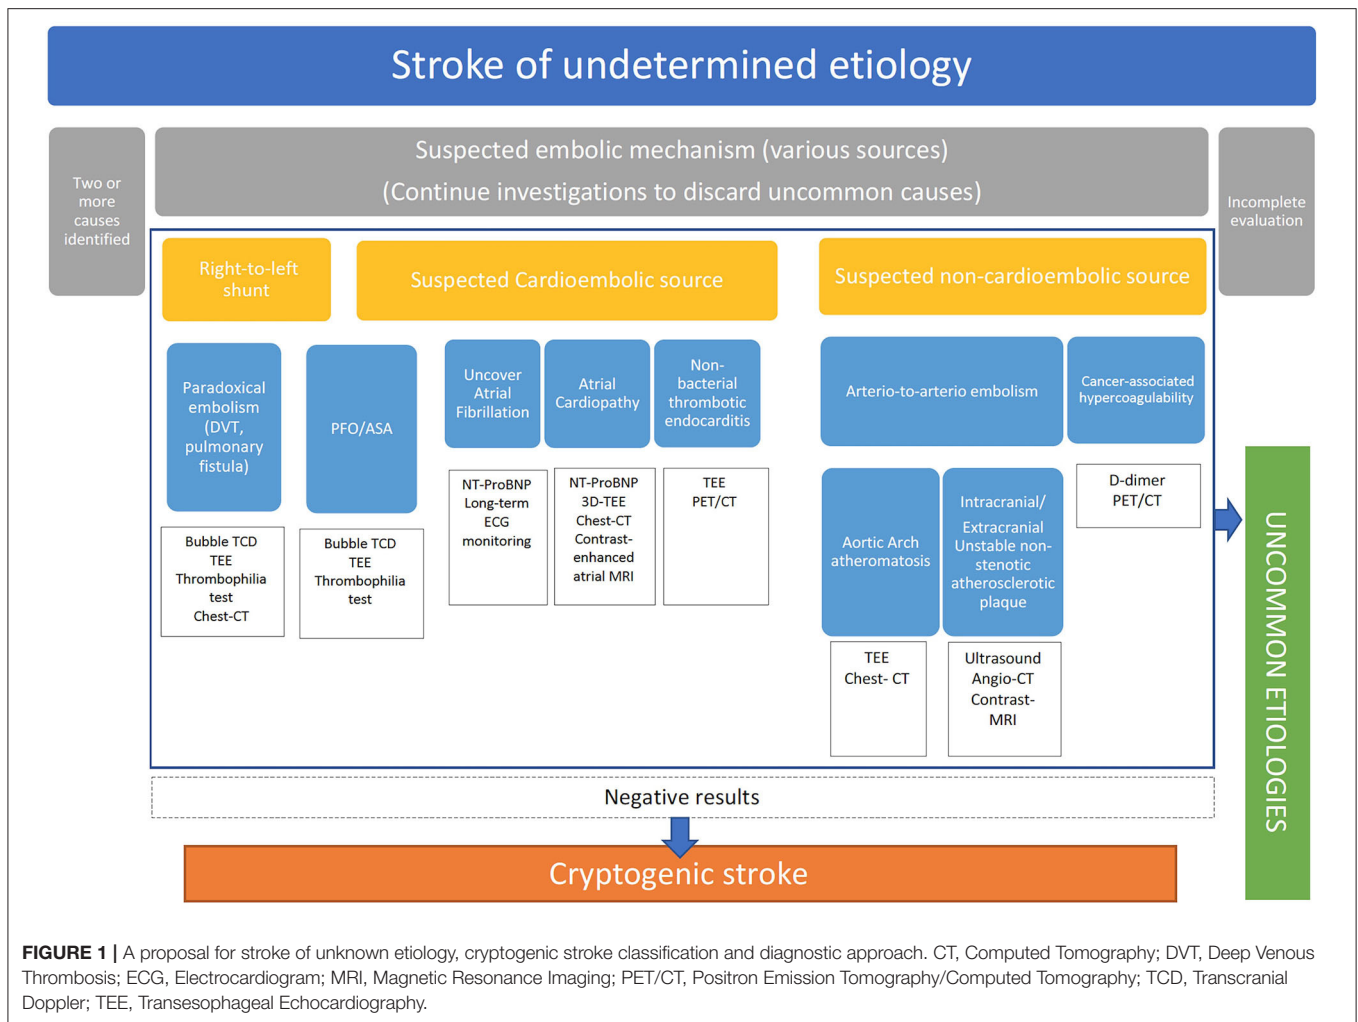 Stroke of undetermined etiology
Two or
more
causes
identified
Suspected embolic mechanism (various sources)
(Continue investigations to discard uncommon causes)
Incomplete
evaluation
Right-to-left
shunt
Suspected Cardioembolic source
Suspected non-cardioembolic source
Paradoxical
embolism
(DVT,
pulmonary
fistula)
PFO/ASA
Uncover
Atrial
Fibrillation
Atrial
Cardiopathy
Non-
bacterial
thrombotic
endocarditis
Arterio-to-arterio embolism
Cancer-associated
hypercoagulability
Bubble TCD
TEE
Thrombophilia
test
Chest-CT
Bubble TCD
TEE
Thrombophilia
test
NT-ProBNP
Long-term
ECG
monitoring
NT-ProBNP
3D-TEE
Chest-CT
Contrast-
enhanced
atrial MRI
TEE
PET/CT
Aortic Arch
atheromatosis
Intracranial/
Extracranial
Unstable non-
stenotic
atherosclerotic
plaque
D-dimer
PET/CT
TEE
Chest- CT
Ultrasound
Angio-CT
Contrast-
MRI
UNCOMMON ETIOLOGIES
Negative results
Cryptogenic stroke
FIGURE 1 | A proposal for stroke of unknown etiology, cryptogenic stroke classification and diagnostic approach. CT, Computed Tomography; DVT, Deep Venous
Thrombosis; ECG, Electrocardiogram; MRI, Magnetic Resonance Imaging; PET/CT, Positron Emission Tomography/Computed Tomography; TCD, Transcranial
Doppler; TEE, Transesophageal Echocardiography.